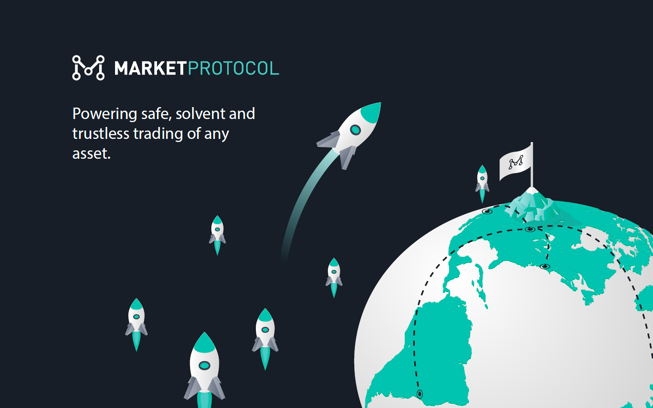 MARKETPROTOCOL
Powering safe, solvent and
trustless trading of any
asset.